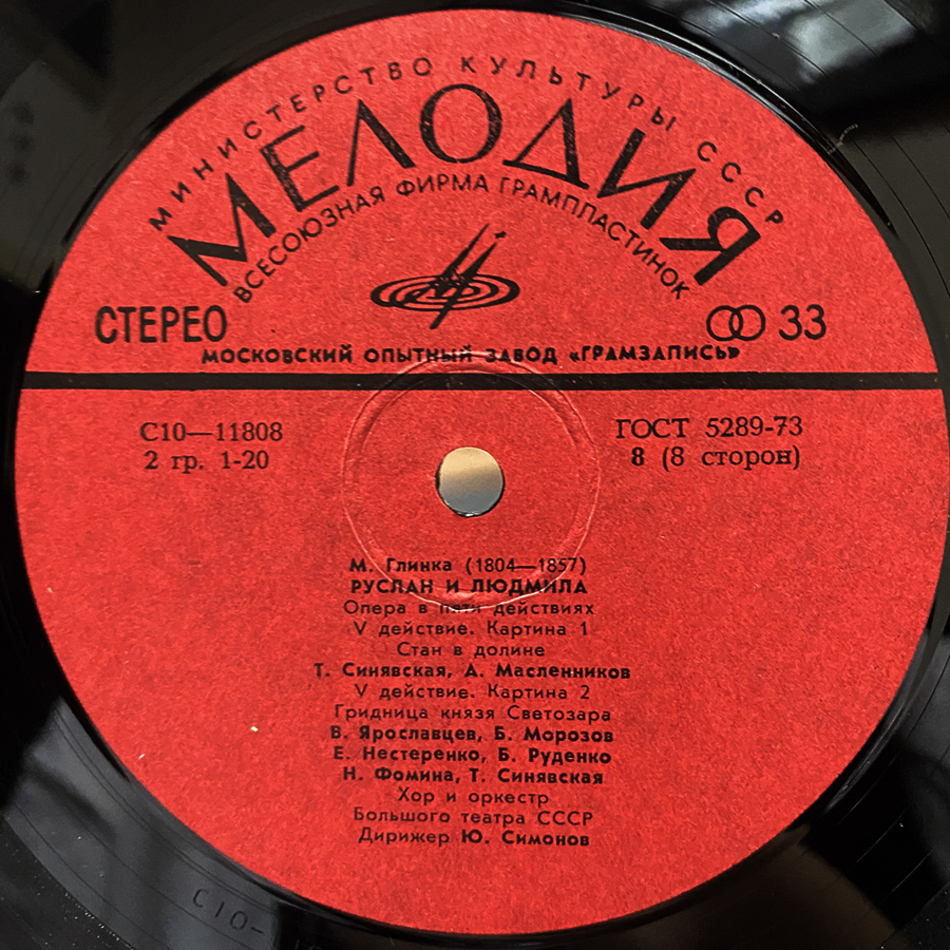 МИНИСТЕРСТВО КУЛЬТУРЫ СССР
МЕЛОДИЯ
ВСЕСОЮЗНАЯ ФИРМА ГРАМПЛАСТИНОК
СТЕРЕО
33
МОСКОВСКИЙ ОПЫТНЫЙ ЗАВОД «ГРАМЗАПИСЬ»
С10—11808
ГОСТ 5289-73
2 гр. 1-20
8 (8 сторон)
М. Глинка (1804—1857)
РУСЛАН И ЛЮДМИЛА
Опера в пяти действиях
V действие. Картина 1
Стан в долине
Т. Синявская, А. Масленников
V действие. Картина 2
Гридница князя Светозара
В. Ярославцев, Б. Морозов
Е. Нестеренко, Б. Руденко
Н. Фомина, Т. Синявская
Хор и оркестр
Большого театра СССР
Дирижер Ю. Симонов
С10-